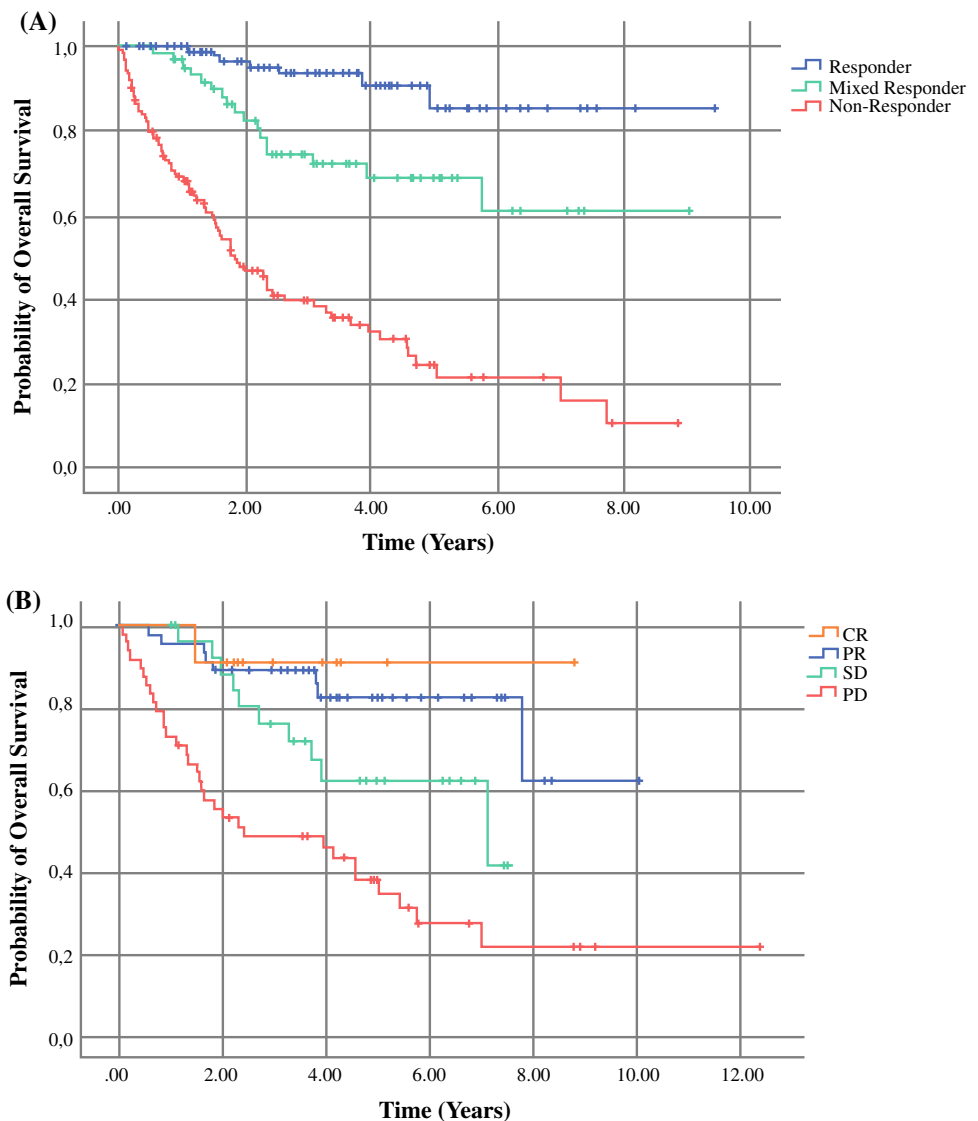 (A)
1,0
0,8
0,6
0,4
0,2
0,0
Probability of Overall Survival
.00 2.00 4.00 6.00 8.00 10.00
Time (Years)
Responder
Mixed Responder
Non-Responder
(B)
1,0
0,8
0,6
0,4
0,2
0,0
Probability of Overall Survival
.00 2.00 4.00 6.00 8.00 10.00 12.00
Time (Years)
CR
PR
SD
PD